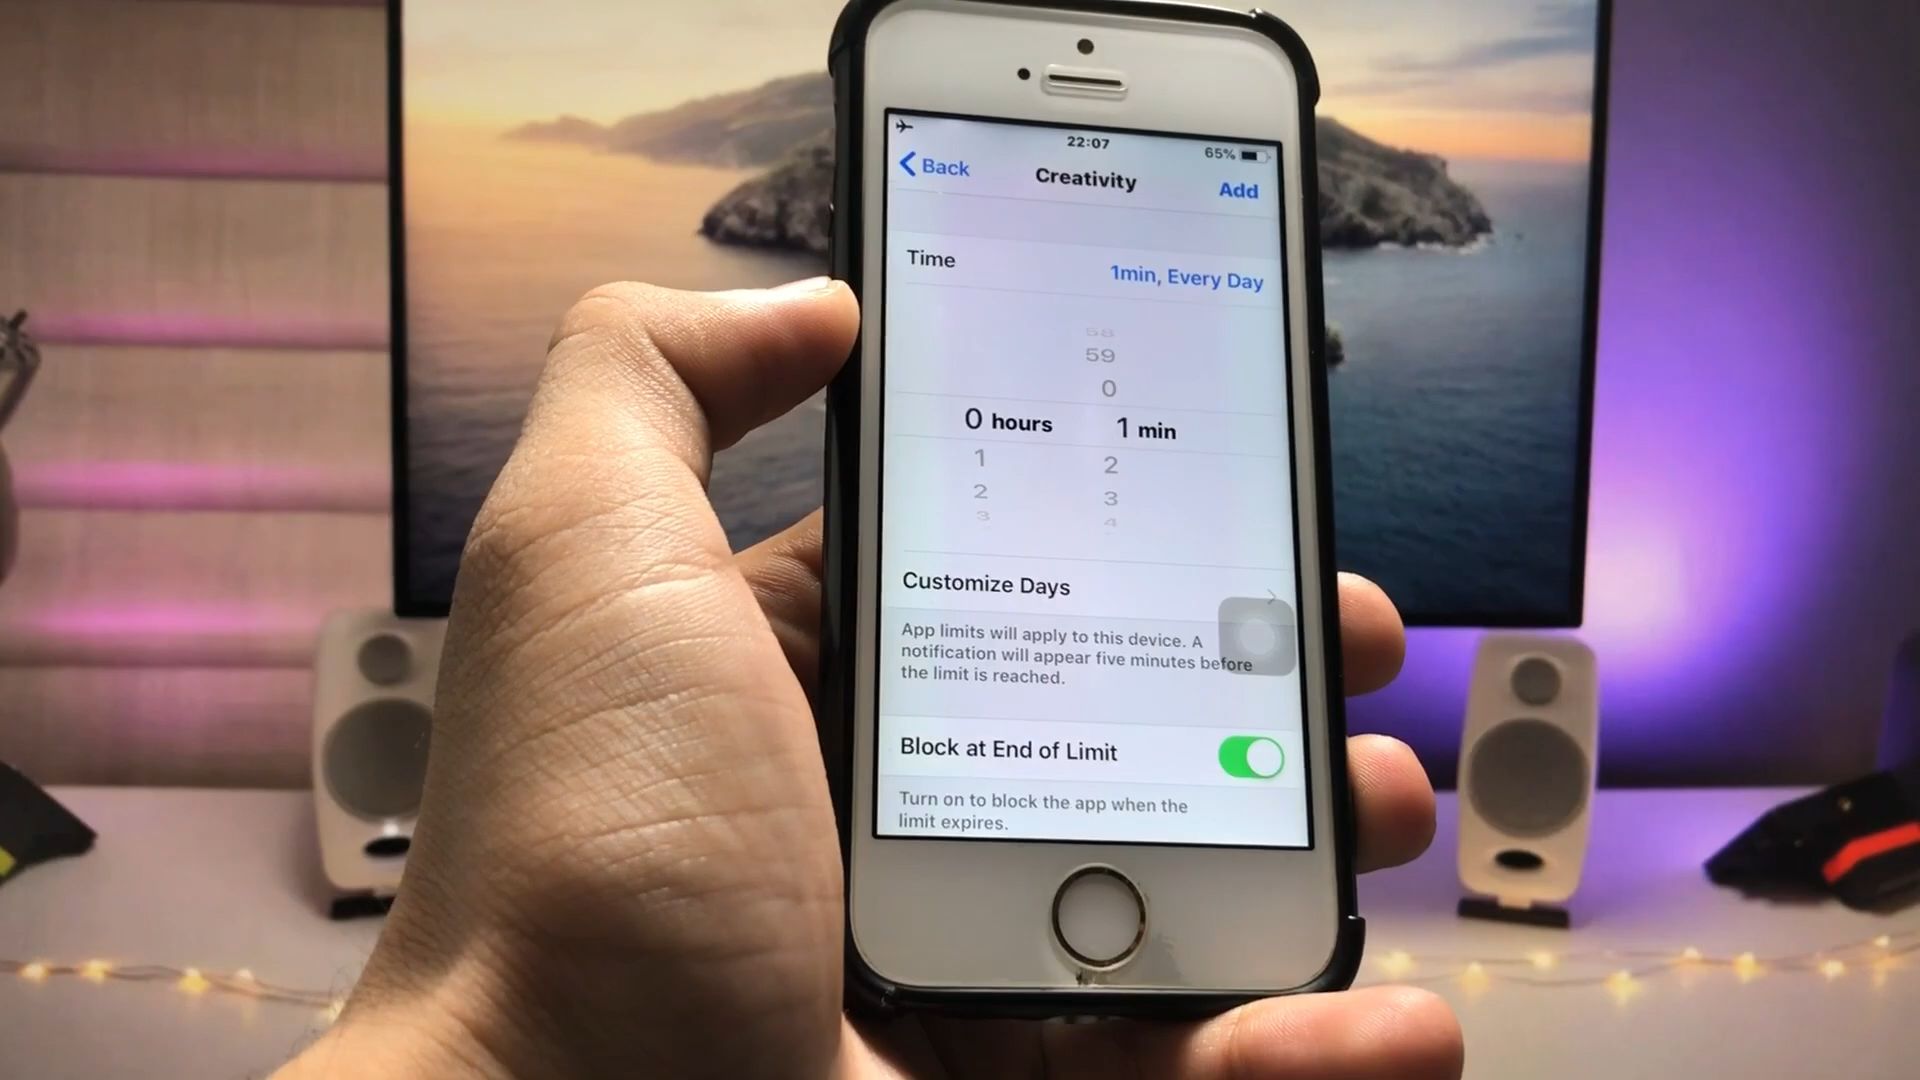 22:07
65%
Back
Creativity
Add
Time
1min, Every Day
58
59
0
0 hours 1 min
1 2
2 3
3 4
Customize Days
App limits will apply to this device. A
notification will appear five minutes before
the limit is reached.
Block at End of Limit
Turn on to block the app when the
limit expires.